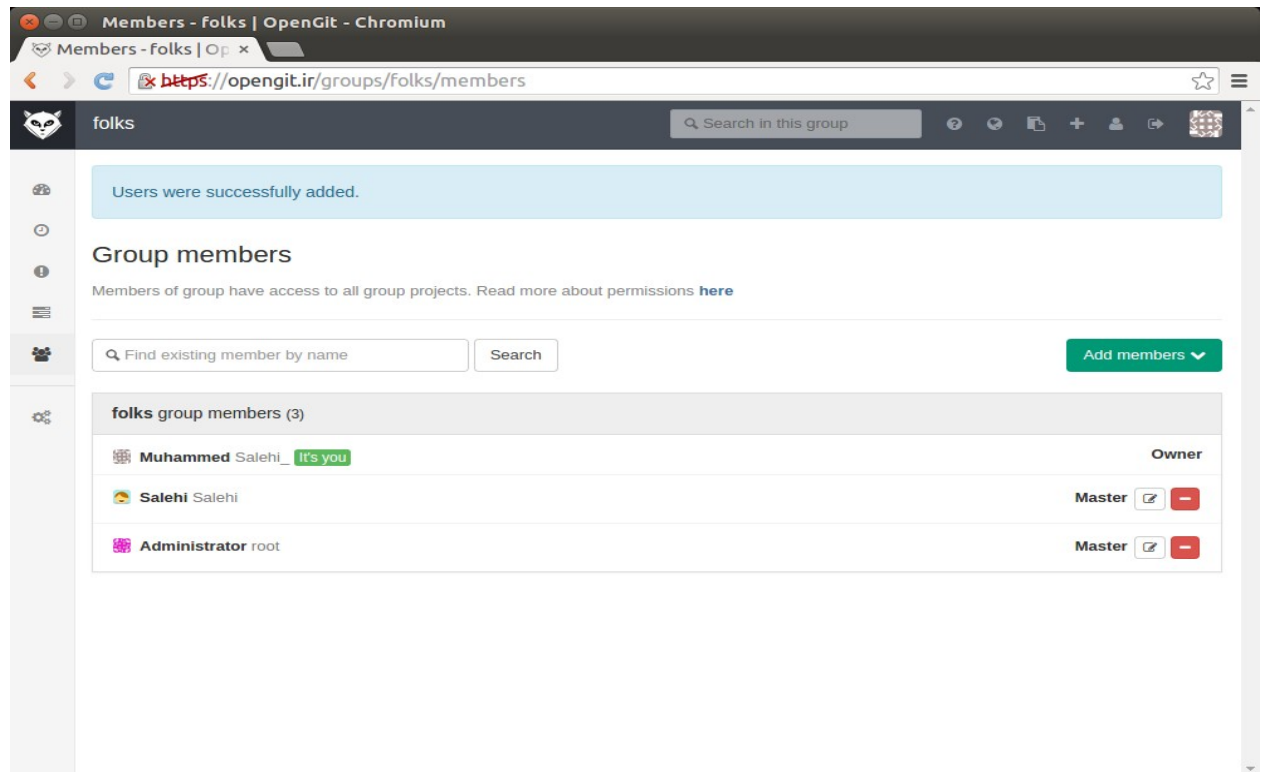 Members - folks | OpenGit - Chromium
Members - folks | Op
https://opengit.ir/groups/folks/members
folks
Search in this group
Users were successfully added.
Group members
Members of group have access to all group projects. Read more about permissions here
Find existing member by name Search Add members
folks group members (3)
Muhammed Salehi_ It's you Owner
Salehi Salehi Master
Administrator root Master